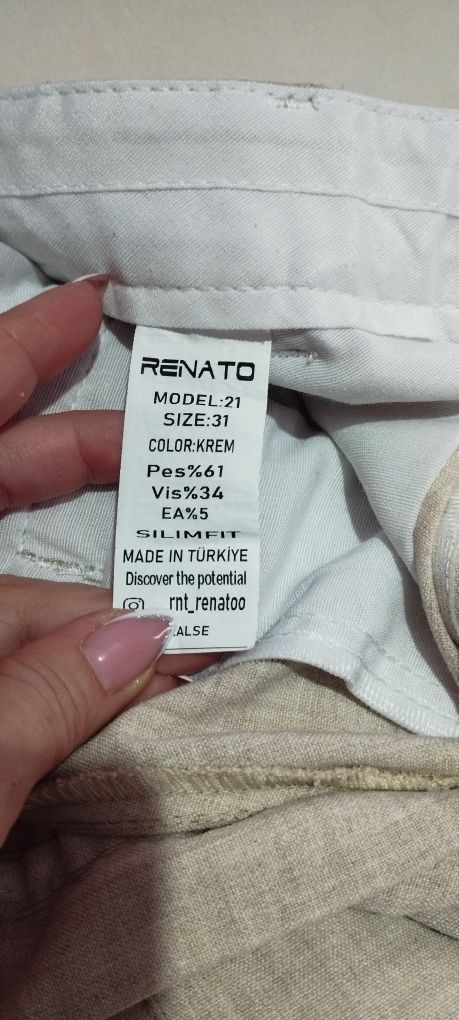 RENATO
MODEL:21
SIZE:31
COLOR:KREM
Pes%61
Vis%34
EA%5
SILIMFIT
MADE IN TÜRKİYE
Discover the potential
rnt_renatoo